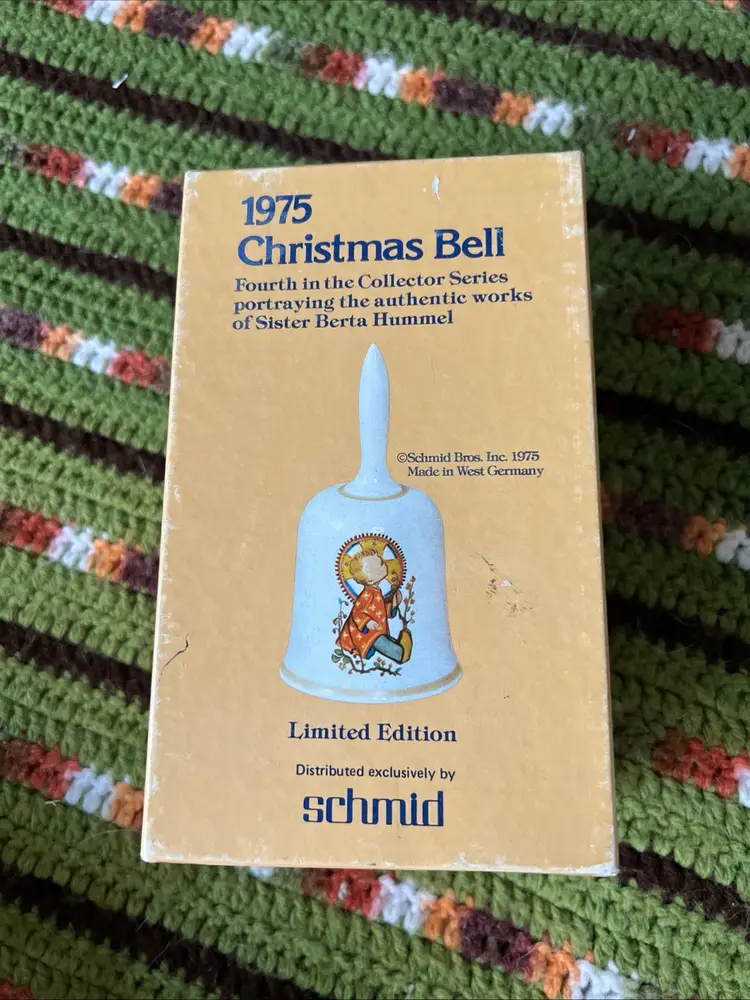 1975
Christmas Bell
Fourth in the Collector Series
portraying the authentic works
of Sister Berta Hummel
©Schmid Bros. Inc. 1975
Made in West Germany
Limited Edition
Distributed exclusively by
schmid